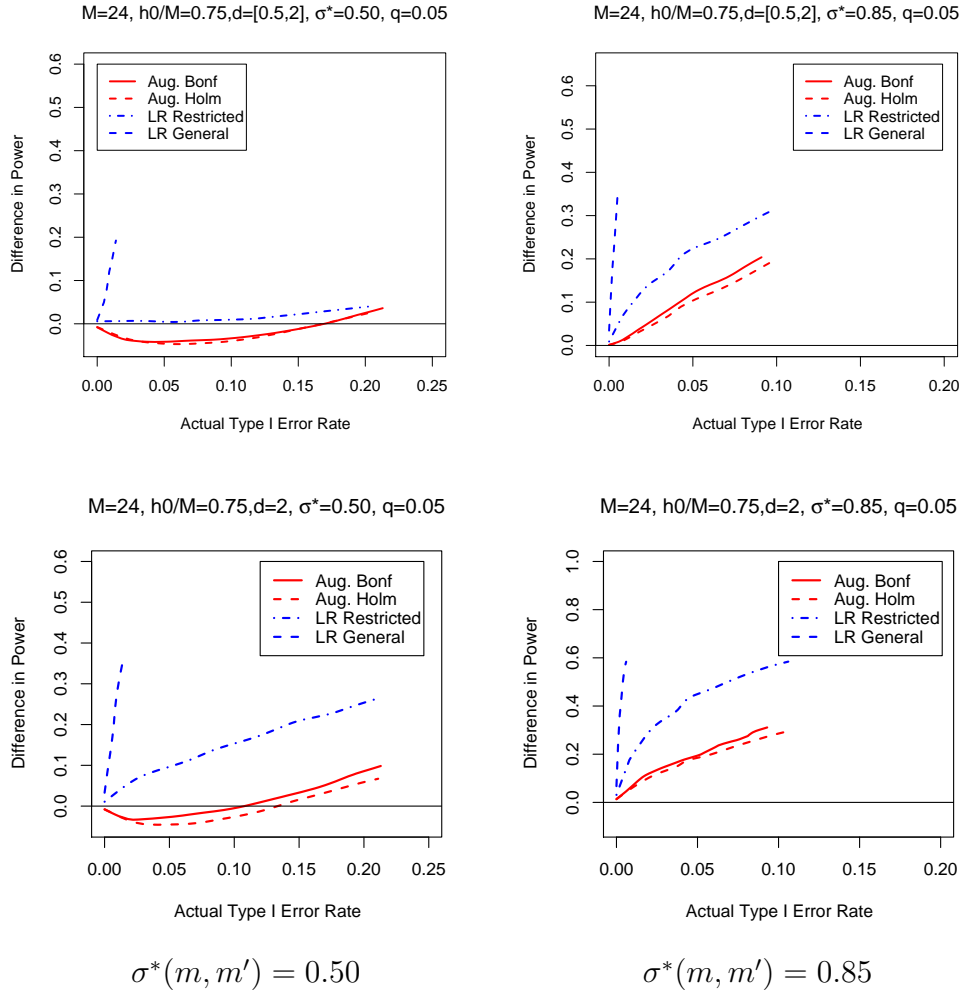 M=24, h0/M=0.75,d=[0.5,2], σ*=0.50, q=0.05
Difference in Power
0.6
0.5
0.4
0.3
0.2
0.1
0.0
Aug. Bonf
Aug. Holm
LR Restricted
LR General
0.00 0.05 0.10 0.15 0.20 0.25
Actual Type I Error Rate
M=24, h0/M=0.75,d=[0.5,2], σ*=0.85, q=0.05
Difference in Power
0.6
0.5
0.4
0.3
0.2
0.1
0.0
Aug. Bonf
Aug. Holm
LR Restricted
LR General
0.00 0.05 0.10 0.15 0.20
Actual Type I Error Rate
M=24, h0/M=0.75,d=2, σ*=0.50, q=0.05
Difference in Power
0.6
0.5
0.4
0.3
0.2
0.1
0.0
Aug. Bonf
Aug. Holm
LR Restricted
LR General
0.00 0.05 0.10 0.15 0.20 0.25
Actual Type I Error Rate
M=24, h0/M=0.75,d=2, σ*=0.85, q=0.05
Difference in Power
1.0
0.8
0.6
0.4
0.2
0.0
Aug. Bonf
Aug. Holm
LR Restricted
LR General
0.00 0.05 0.10 0.15 0.20
Actual Type I Error Rate
σ*(m, m′) = 0.50
σ*(m, m′) = 0.85